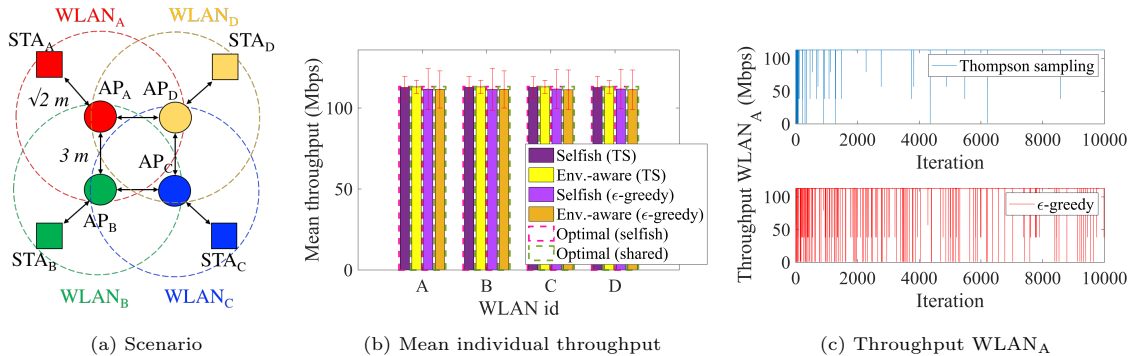 WLAN_A
WLAN_D
STA_A
STA_D
√2 m
AP_A
AP_D
3 m
AP_C
AP_B
STA_B
STA_C
WLAN_B
WLAN_C
(a) Scenario
Mean throughput (Mbps)
100
50
0
Selfish (TS)
Env.-aware (TS)
Selfish (ϵ-greedy)
Env.-aware (ϵ-greedy)
Optimal (selfish)
Optimal (shared)
A B C D
WLAN id
(b) Mean individual throughput
Throughput WLAN_A (Mbps)
100
50
0
Thompson sampling
0 2000 4000 6000 8000 10000
Iteration
100
50
0
ϵ-greedy
0 2000 4000 6000 8000 10000
Iteration
(c) Throughput WLAN_A